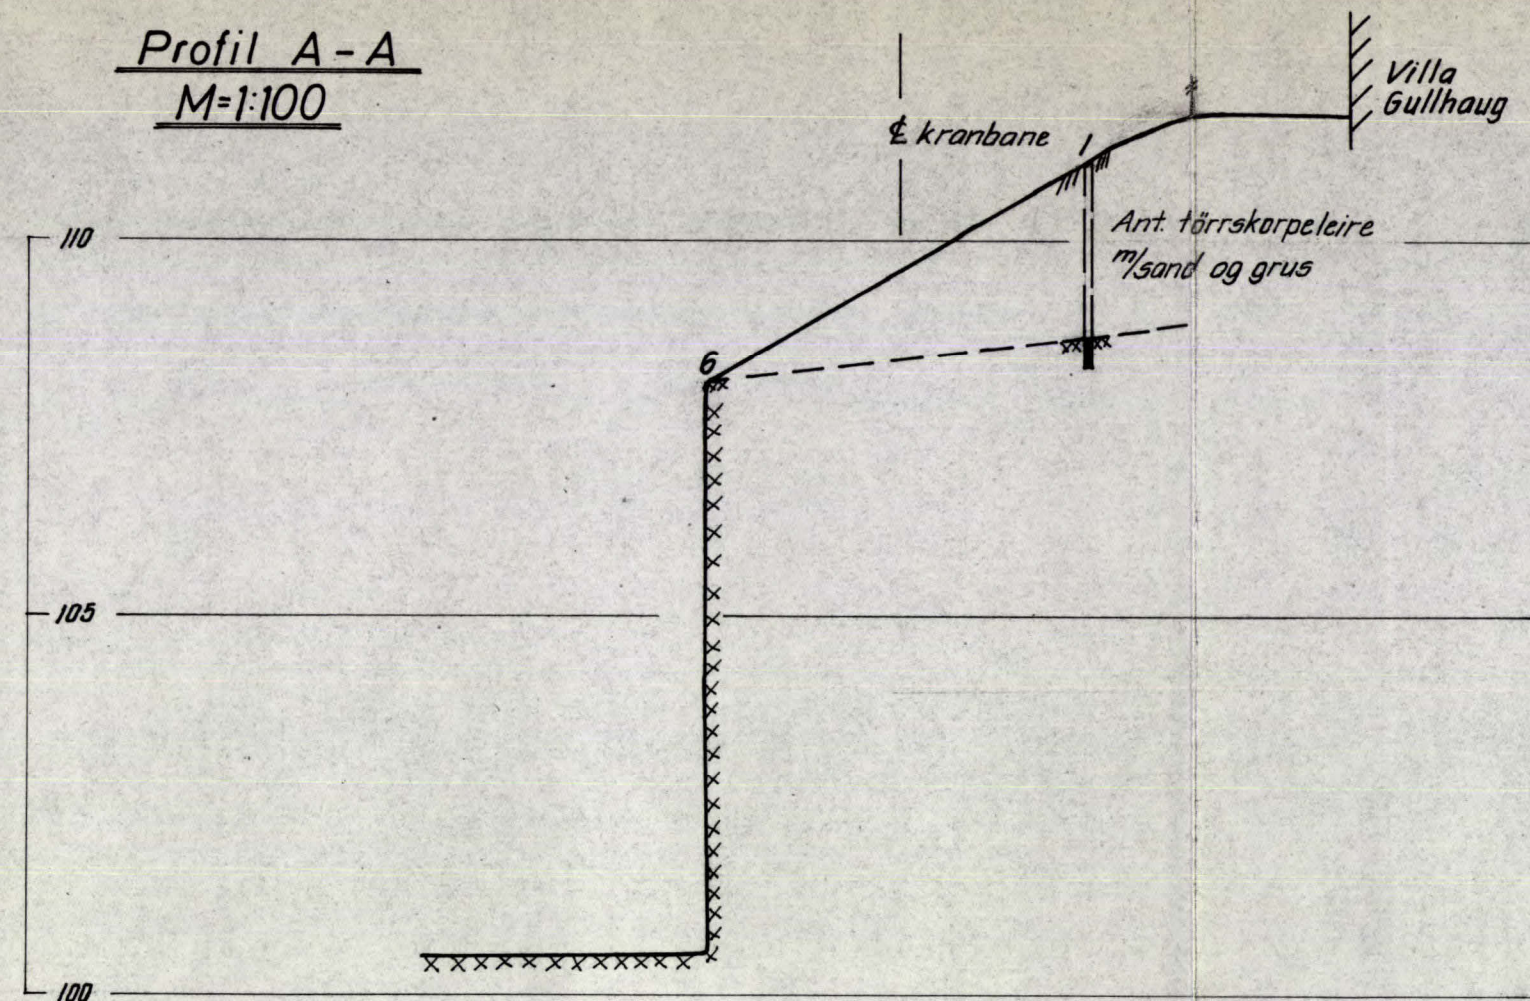 Profil A-A
M=1:100
Villa
Gullhaug
℄ kranbane
1
110
Ant. törrskorpeleire
m/sand og grus
6
105
100